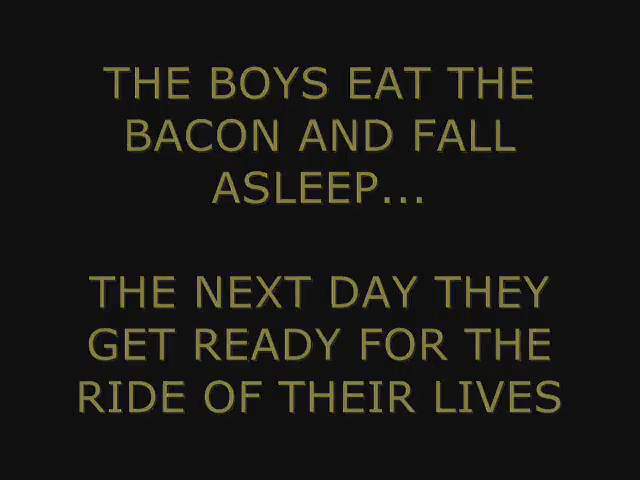 THE BOYS EAT THE
BACON AND FALL
ASLEEP...
THE NEXT DAY THEY
GET READY FOR THE
RIDE OF THEIR LIVES